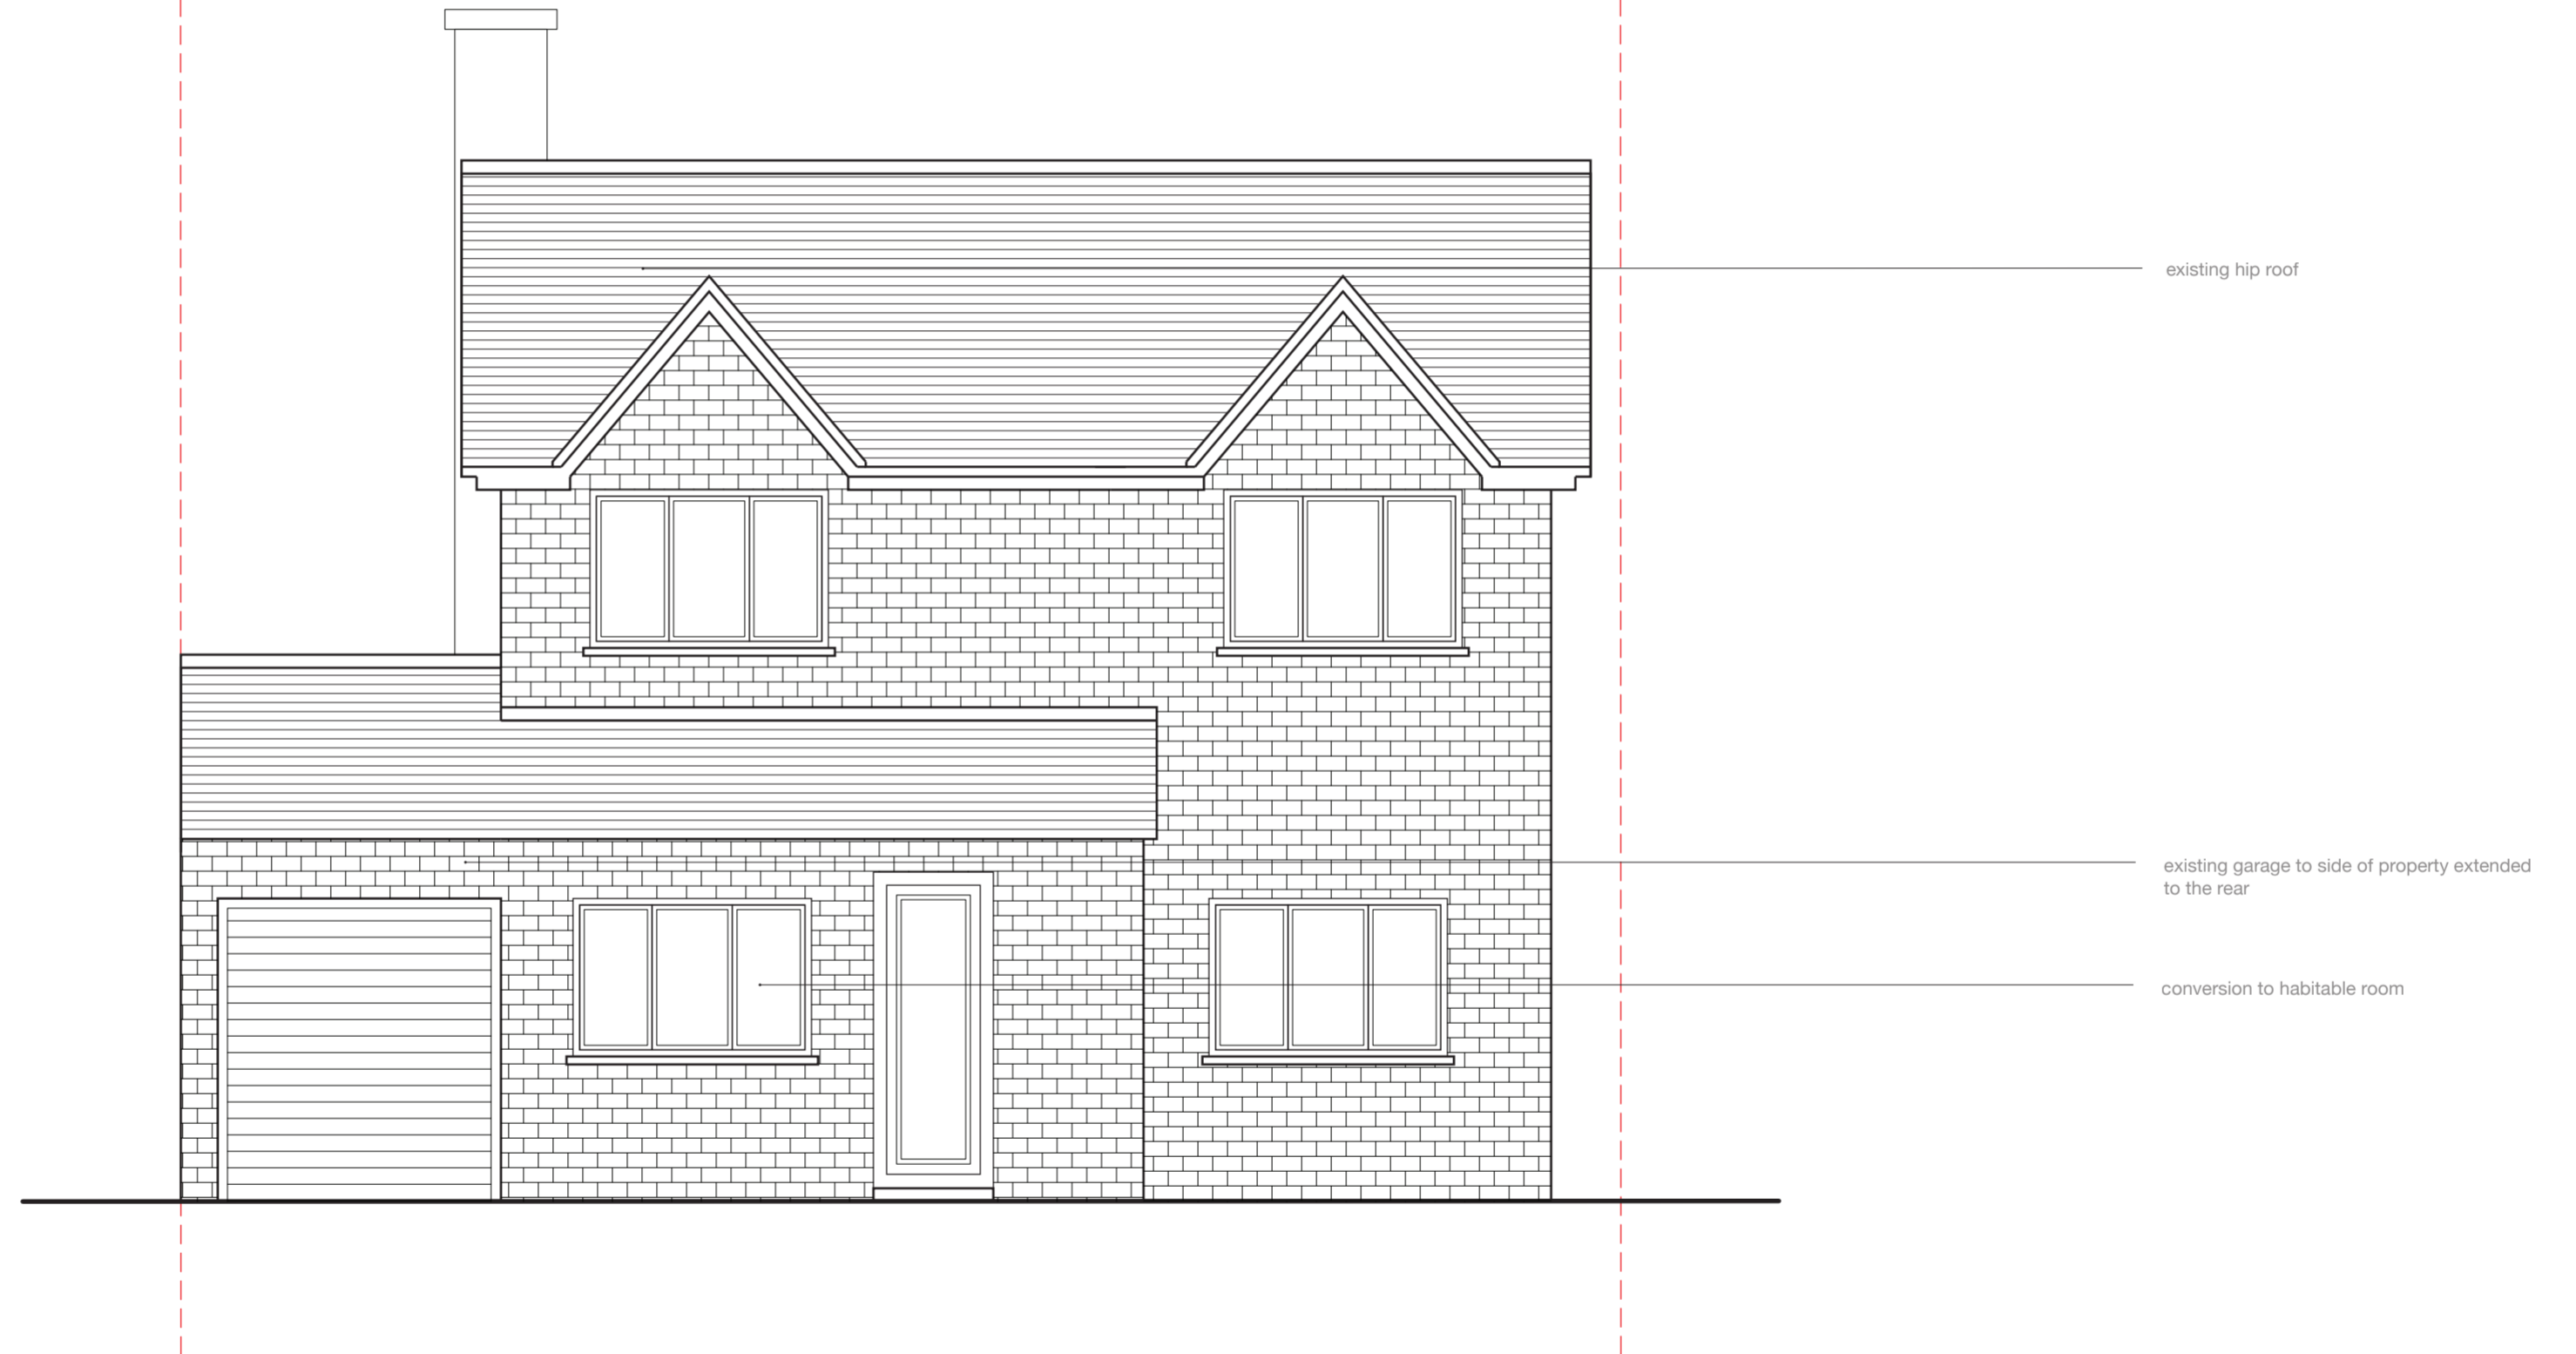 existing hip roof
existing garage to side of property extended
to the rear
conversion to habitable room